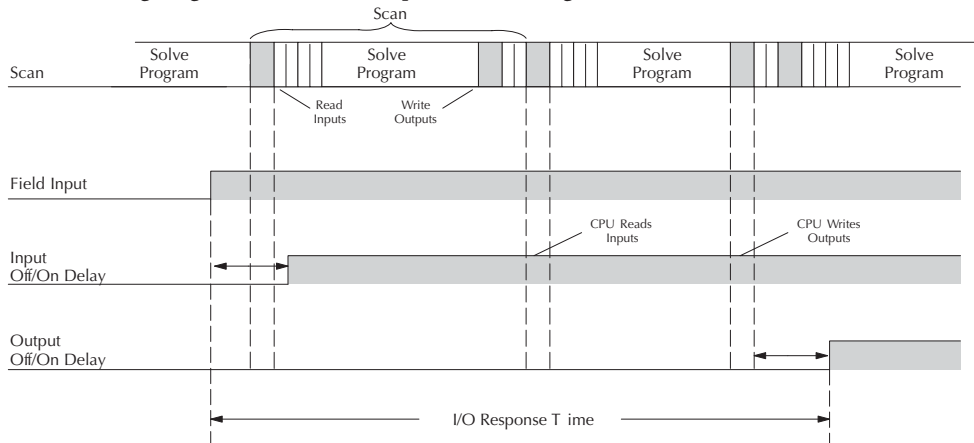 Scan
Solve
Program
Solve
Program
Solve
Program
Solve
Program
Scan
Read
Inputs
Write
Outputs
Field Input
CPU Reads
Inputs
CPU Writes
Outputs
Input
Off/On Delay
Output
Off/On Delay
I/O Response T ime